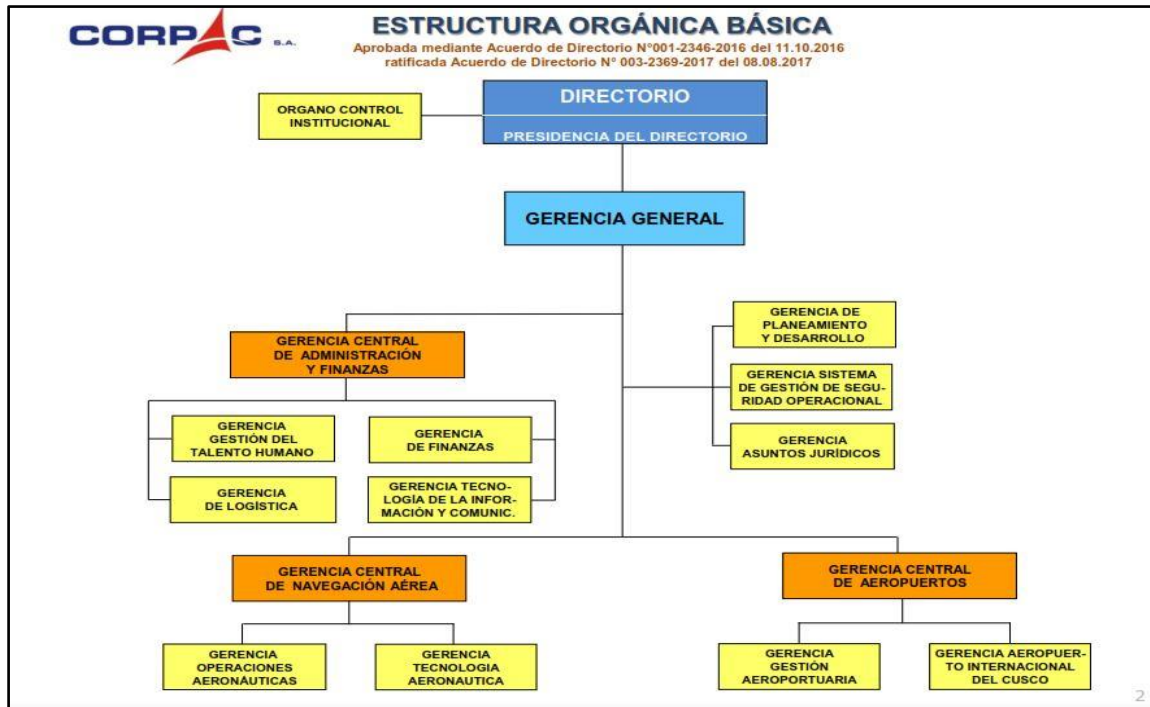 CORPAC S.A.
ESTRUCTURA ORGÁNICA BÁSICA
Aprobada mediante Acuerdo de Directorio N°001-2346-2016 del 11.10.2016
ratificada Acuerdo de Directorio N° 003-2369-2017 del 08.08.2017
ORGANO CONTROL
INSTITUCIONAL
DIRECTORIO
PRESIDENCIA DEL DIRECTORIO
GERENCIA GENERAL
GERENCIA CENTRAL
DE ADMINISTRACIÓN
Y FINANZAS
GERENCIA DE
PLANEAMIENTO
Y DESARROLLO
GERENCIA SISTEMA
DE GESTIÓN DE SEGU-
RIDAD OPERACIONAL
GERENCIA
ASUNTOS JURÍDICOS
GERENCIA
GESTIÓN DEL
TALENTO HUMANO
GERENCIA
DE FINANZAS
GERENCIA
DE LOGÍSTICA
GERENCIA TECNO-
LOGÍA DE LA INFOR-
MACIÓN Y COMUNIC.
GERENCIA CENTRAL
DE NAVEGACIÓN AÉREA
GERENCIA CENTRAL
DE AEROPUERTOS
GERENCIA
OPERACIONES
AERONÁUTICAS
GERENCIA
TECNOLOGIA
AERONAUTICA
GERENCIA
GESTIÓN
AEROPORTUARIA
GERENCIA AEROPUER-
TO INTERNACIONAL
DEL CUSCO
2